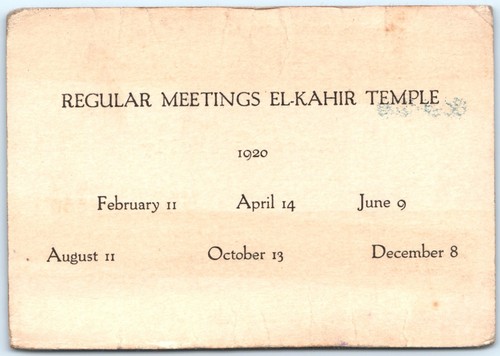 REGULAR MEETINGS EL-KAHIR TEMPLE
1920
February 11 April 14 June 9
August 11 October 13 December 8